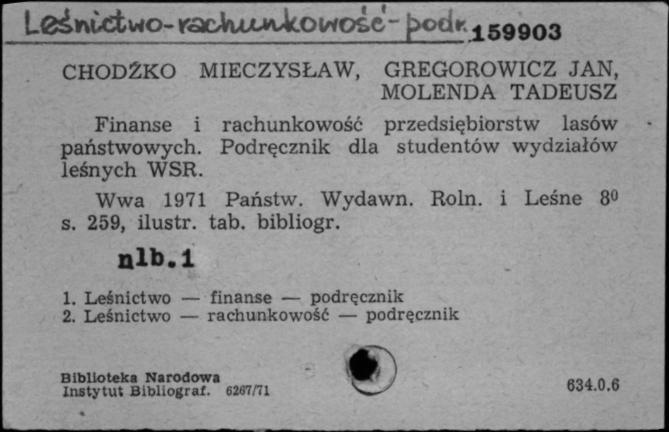 Leśnictwo-rachunkowość-podr.
159903
CHODŹKO MIECZYSŁAW, GREGOROWICZ JAN,
MOLENDA TADEUSZ
Finanse i rachunkowość przedsiębiorstw lasów
państwowych. Podręcznik dla studentów wydziałów
leśnych WSR.
Wwa 1971 Państw. Wydawn. Roln. i Leśne 8⁰
s. 259, ilustr. tab. bibliogr.
nlb.1
1. Leśnictwo — finanse — podręcznik
2. Leśnictwo — rachunkowość — podręcznik
Biblioteka Narodowa
Instytut Bibliograf. 6267/71
634.0.6